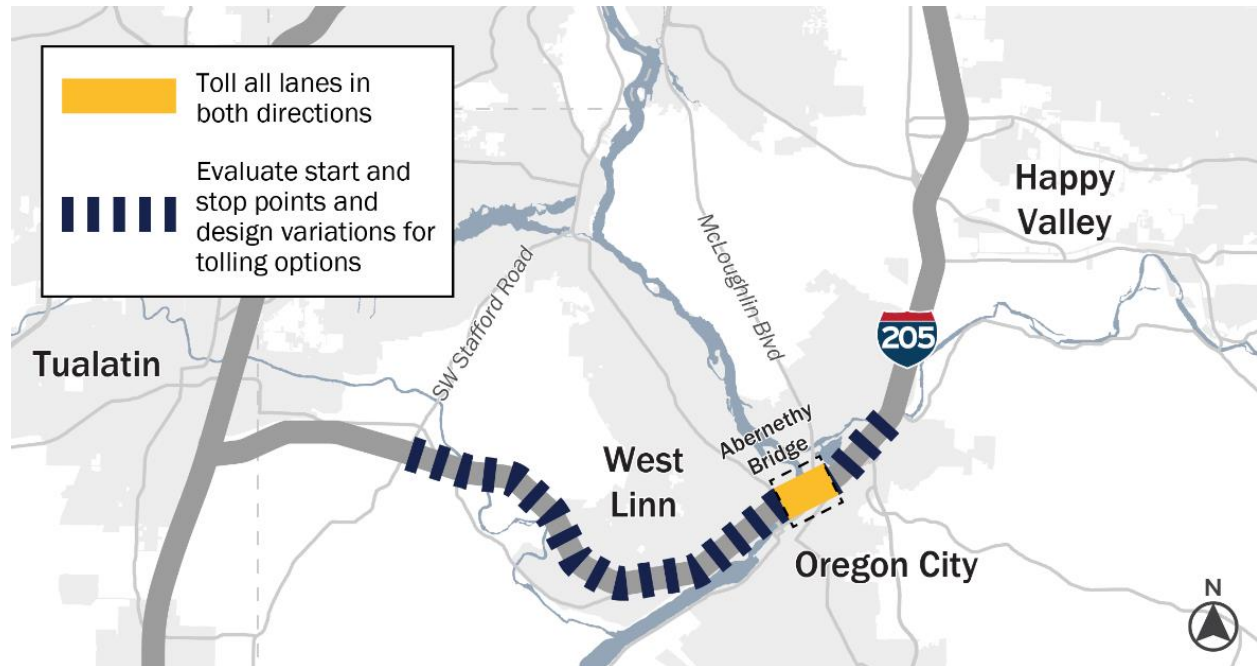 Toll all lanes in
both directions
Evaluate start and
stop points and
design variations for
tolling options
Happy
Valley
McLoughlin Blvd
SW Stafford Road
205
Tualatin
Abernethy
Bridge
West
Linn
Oregon City
N